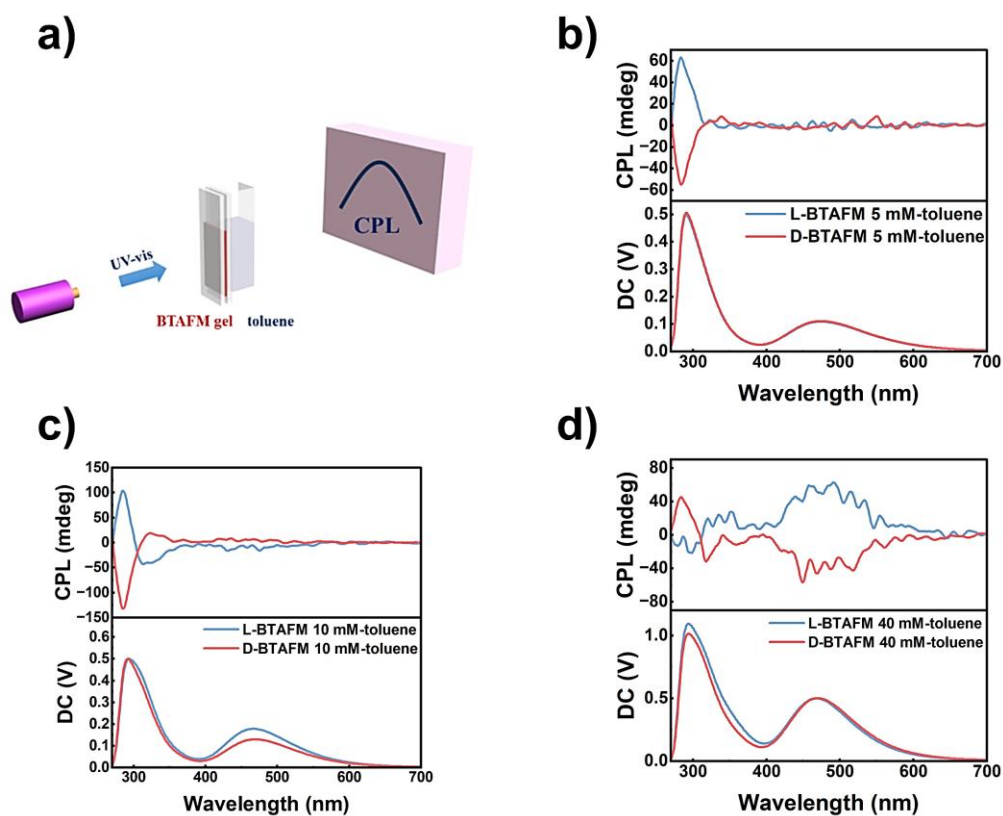 a)
UV-vis
BTAFM gel toluene
CPL
b)
CPL (mdeg)
60
40
20
0
−20
−40
−60
DC (V)
0.5
0.4
0.3
0.2
0.1
0.0
L-BTAFM 5 mM-toluene
D-BTAFM 5 mM-toluene
300 400 500 600 700
Wavelength (nm)
c)
CPL (mdeg)
150
100
50
0
−50
−100
−150
DC (V)
0.6
0.5
0.4
0.3
0.2
0.1
0.0
L-BTAFM 10 mM-toluene
D-BTAFM 10 mM-toluene
300 400 500 600 700
Wavelength (nm)
d)
CPL (mdeg)
80
40
0
−40
−80
DC (V)
1.0
0.5
0.0
L-BTAFM 40 mM-toluene
D-BTAFM 40 mM-toluene
300 400 500 600 700
Wavelength (nm)